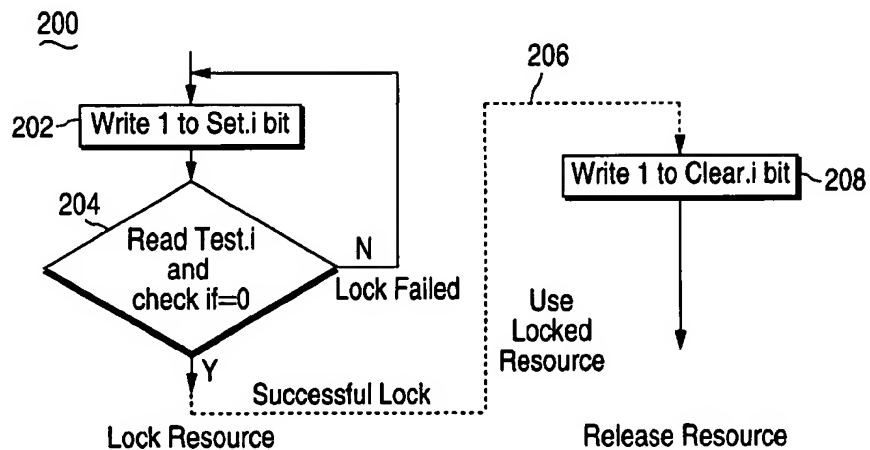 200
206
202
Write 1 to Set.i bit
Write 1 to Clear.i bit
208
204
Read Test.i
and
check if=0
N
Lock Failed
Y
Use
Locked
Resource
Successful Lock
Lock Resource
Release Resource